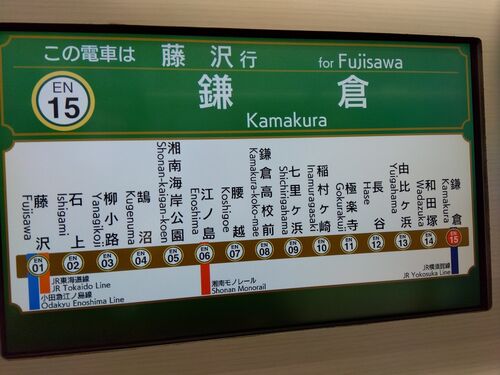 この電車は 藤沢行 for Fujisawa
EN
15
鎌倉
Kamakura
藤沢
Fujisawa
石上
Ishigami
柳小路
Yanagikōji
鵠沼
Kugenuma
湘南海岸公園
Shonan-kaigan-koen
江ノ島
Enoshima
腰越
Koshigoe
鎌倉高校前
Kamakura-koko-mae
七里ヶ浜
Shichirigahama
稲村ヶ崎
Inamuragasaki
極楽寺
Gokurakuji
長谷
Hase
由比ヶ浜
Yuigahama
和田塚
Wadazuka
鎌倉
Kamakura
EN 01
EN 02
EN 03
EN 04
EN 05
EN 06
EN 07
EN 08
EN 09
EN 10
EN 11
EN 12
EN 13
EN 14
EN 15
JR東海道線
JR Tokaido Line
小田急江ノ島線
Odakyu Enoshima Line
湘南モノレール
Shonan Monorail
JR横須賀線
JR Yokosuka Line